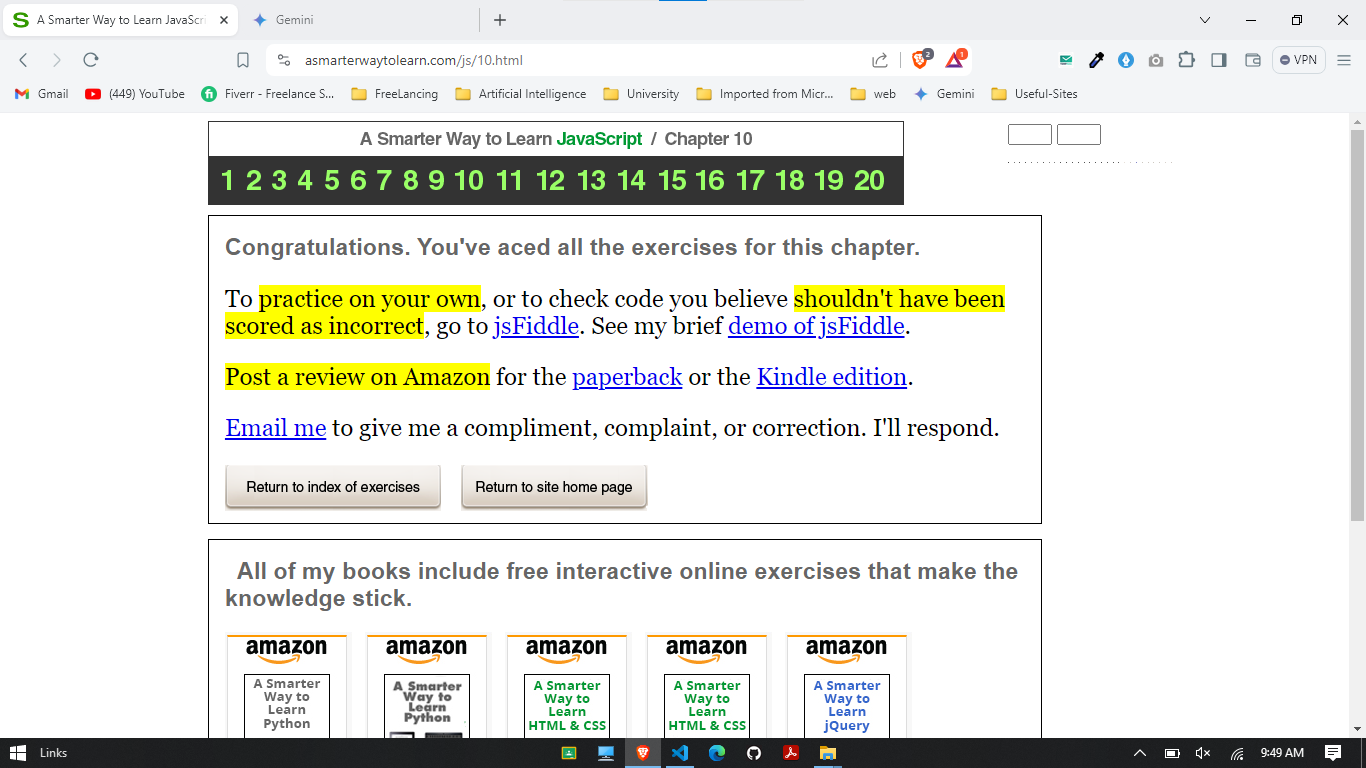 A Smarter Way to Learn JavaScri
Gemini
asmarterwaytolearn.com/js/10.html
2
1
VPN
Gmail
(449) YouTube
Fiverr - Freelance S...
FreeLancing
Artificial Intelligence
University
Imported from Micr...
web
Gemini
Useful-Sites
A Smarter Way to Learn JavaScript / Chapter 10
1 2 3 4 5 6 7 8 9 10 11 12 13 14 15 16 17 18 19 20
Congratulations. You've aced all the exercises for this chapter.
To practice on your own, or to check code you believe shouldn't have been
scored as incorrect, go to jsFiddle. See my brief demo of jsFiddle.
Post a review on Amazon for the paperback or the Kindle edition.
Email me to give me a compliment, complaint, or correction. I'll respond.
Return to index of exercises
Return to site home page
All of my books include free interactive online exercises that make the
knowledge stick.
amazon
A Smarter
Way to
Learn
Python
amazon
A Smarter
Way to
Learn
Python
amazon
A Smarter
Way to
Learn
HTML & CSS
amazon
A Smarter
Way to
Learn
HTML & CSS
amazon
A Smarter
Way to
Learn
jQuery
Links
9:49 AM